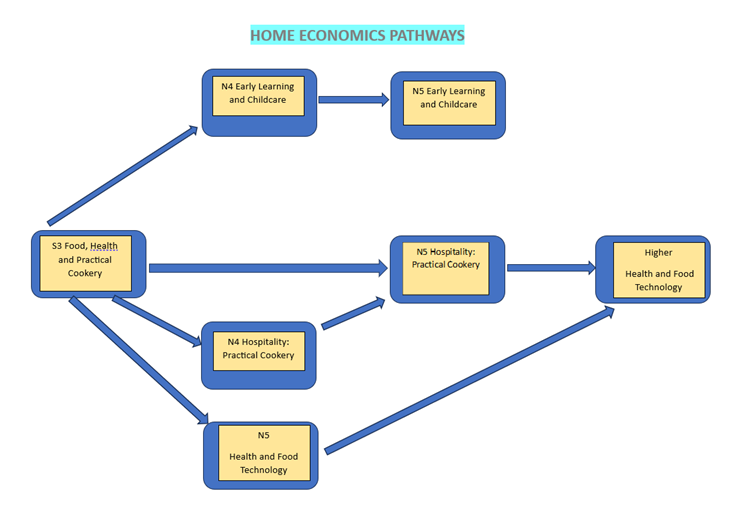 HOME ECONOMICS PATHWAYS
N4 Early Learning
and Childcare
N5 Early Learning
and Childcare
S3 Food, Health
and Practical
Cookery
N5 Hospitality:
Practical Cookery
Higher
Health and Food
Technology
N4 Hospitality:
Practical Cookery
N5
Health and Food
Technology